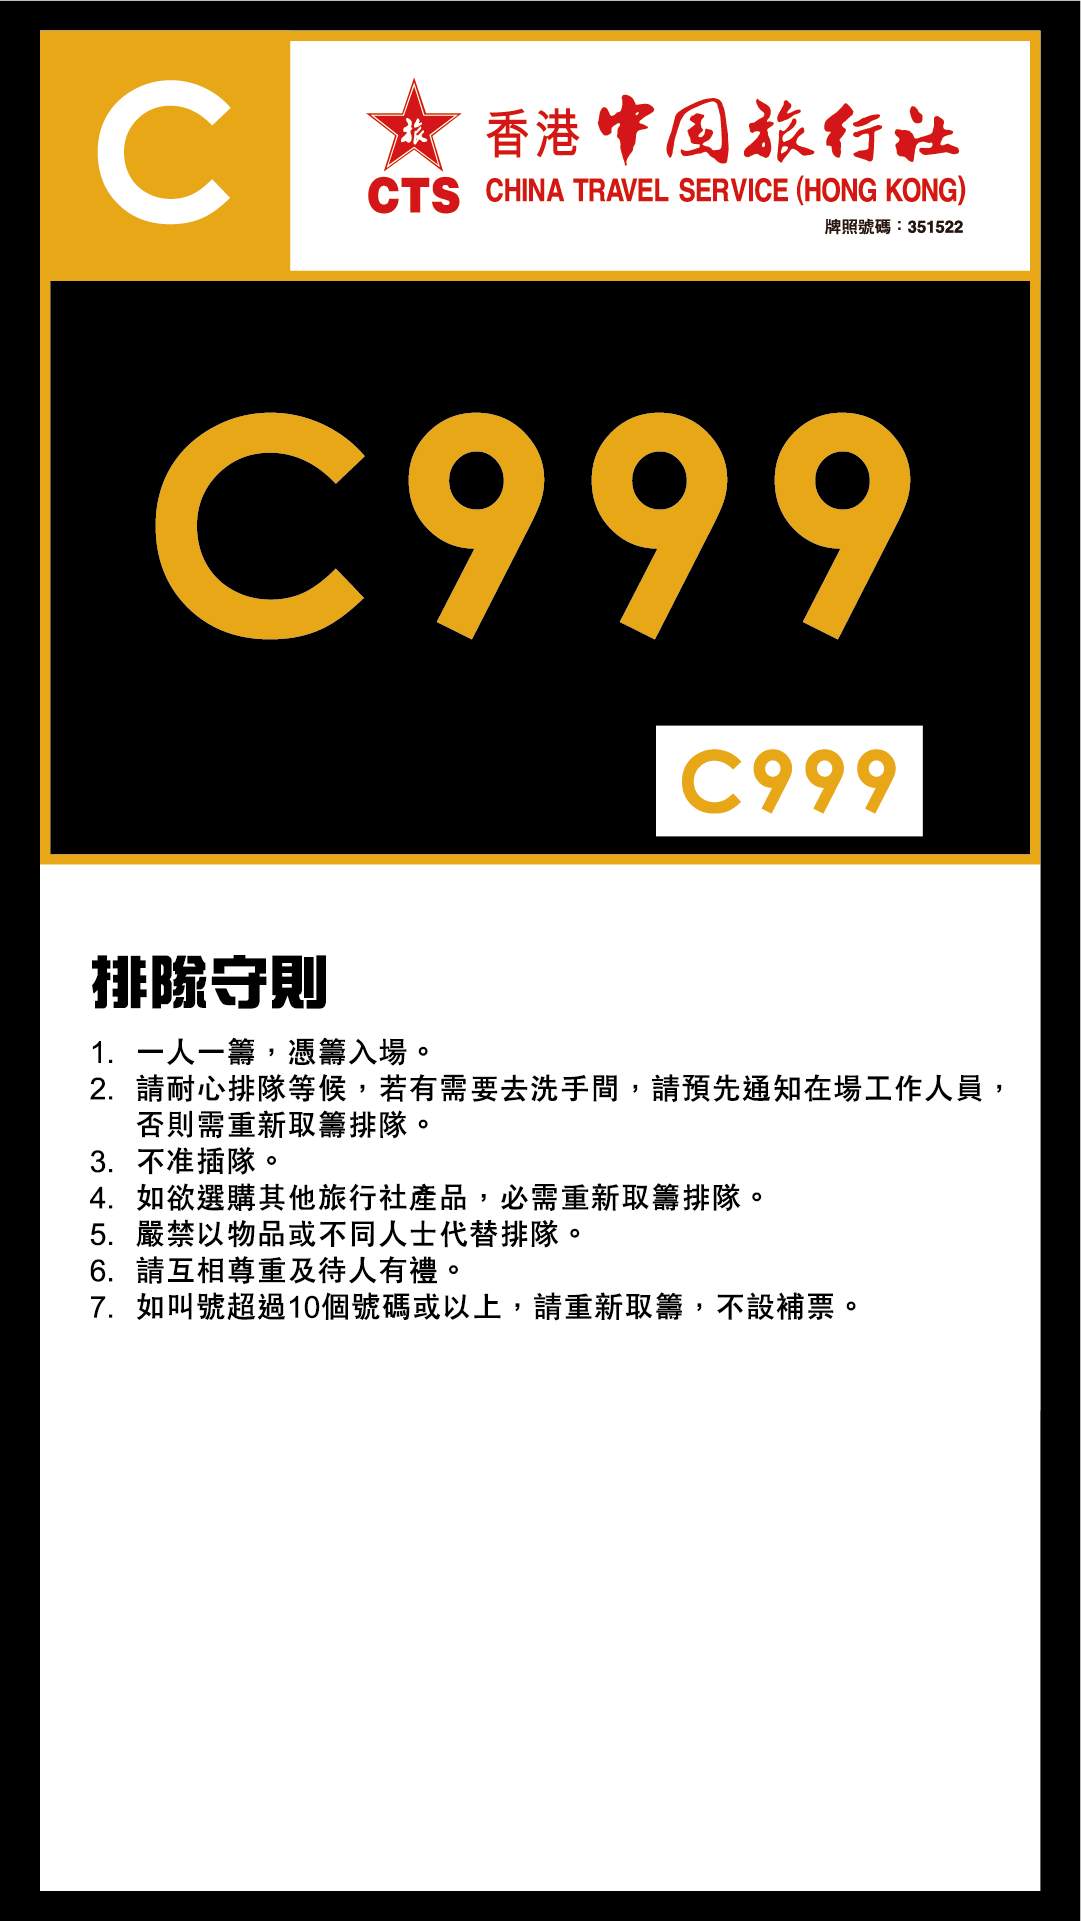 C
旅
CTS
香港中国旅行社
CHINA TRAVEL SERVICE (HONG KONG)
牌照號碼：351522
C999
C999
排隊守則
1. 一人一籌，憑籌入場。
2. 請耐心排隊等候，若有需要去洗手間，請預先通知在場工作人員，
否則需重新取籌排隊。
3. 不准插隊。
4. 如欲選購其他旅行社產品，必需重新取籌排隊。
5. 嚴禁以物品或不同人士代替排隊。
6. 請互相尊重及待人有禮。
7. 如叫號超過10個號碼或以上，請重新取籌，不設補票。